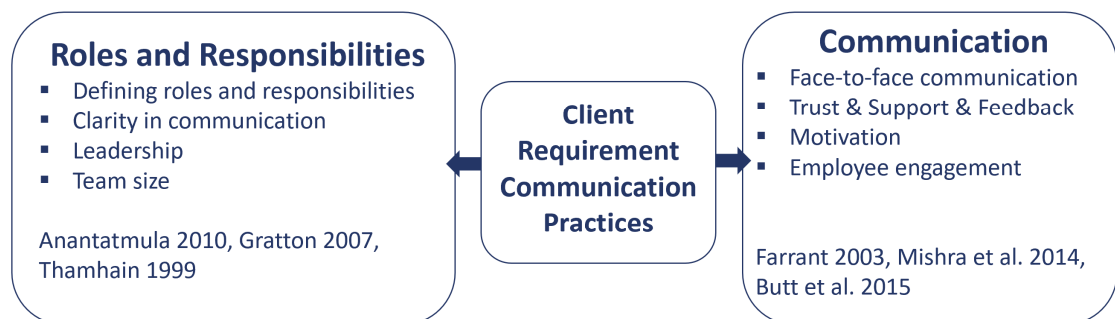 Roles and Responsibilities
▪ Defining roles and responsibilities
▪ Clarity in communication
▪ Leadership
▪ Team size
Anantatmula 2010, Gratton 2007,
Thamhain 1999
Client
Requirement
Communication
Practices
Communication
▪ Face-to-face communication
▪ Trust & Support & Feedback
▪ Motivation
▪ Employee engagement
Farrant 2003, Mishra et al. 2014,
Butt et al. 2015